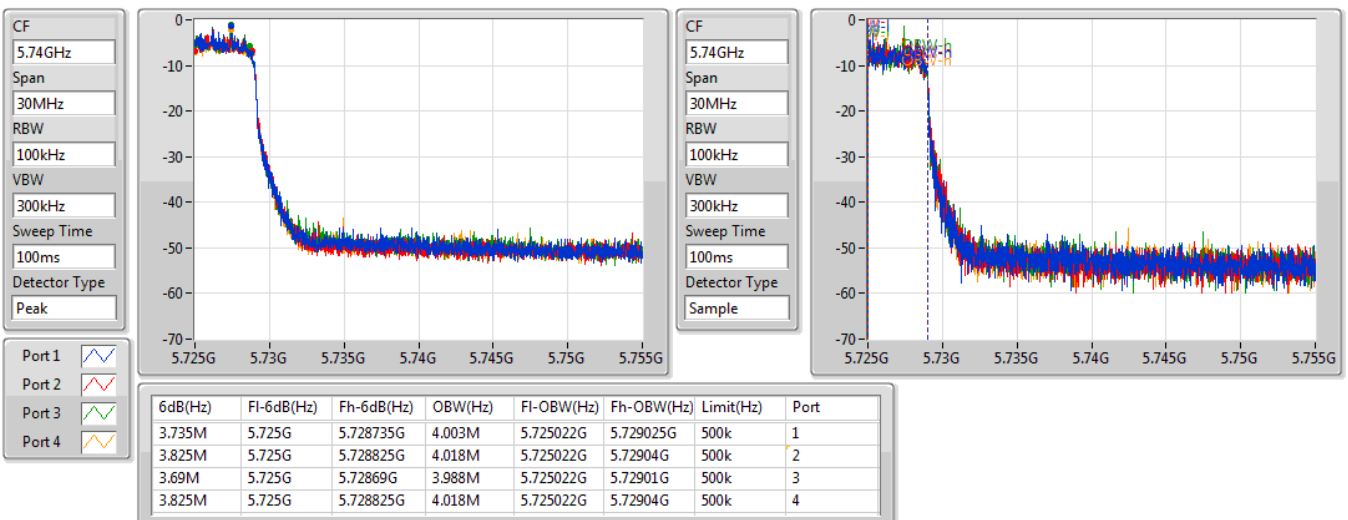 CF
5.74GHz
Span
30MHz
RBW
100kHz
VBW
300kHz
Sweep Time
100ms
Detector Type
Peak
0
-10
-20
-30
-40
-50
-60
-70
5.725G 5.73G 5.735G 5.74G 5.745G 5.75G 5.755G
CF
5.74GHz
Span
30MHz
RBW
100kHz
VBW
300kHz
Sweep Time
100ms
Detector Type
Sample
0
-10
-20
-30
-40
-50
-60
-70
5.725G 5.73G 5.735G 5.74G 5.745G 5.75G 5.755G
Port 1
Port 2
Port 3
Port 4
6dB(Hz) Fl-6dB(Hz) Fh-6dB(Hz) OBW(Hz) Fl-OBW(Hz) Fh-OBW(Hz) Limit(Hz) Port
3.735M 5.725G 5.728735G 4.003M 5.725022G 5.729025G 500k 1
3.825M 5.725G 5.728825G 4.018M 5.725022G 5.72904G 500k 2
3.69M 5.725G 5.72869G 3.988M 5.725022G 5.72901G 500k 3
3.825M 5.725G 5.728825G 4.018M 5.725022G 5.72904G 500k 4